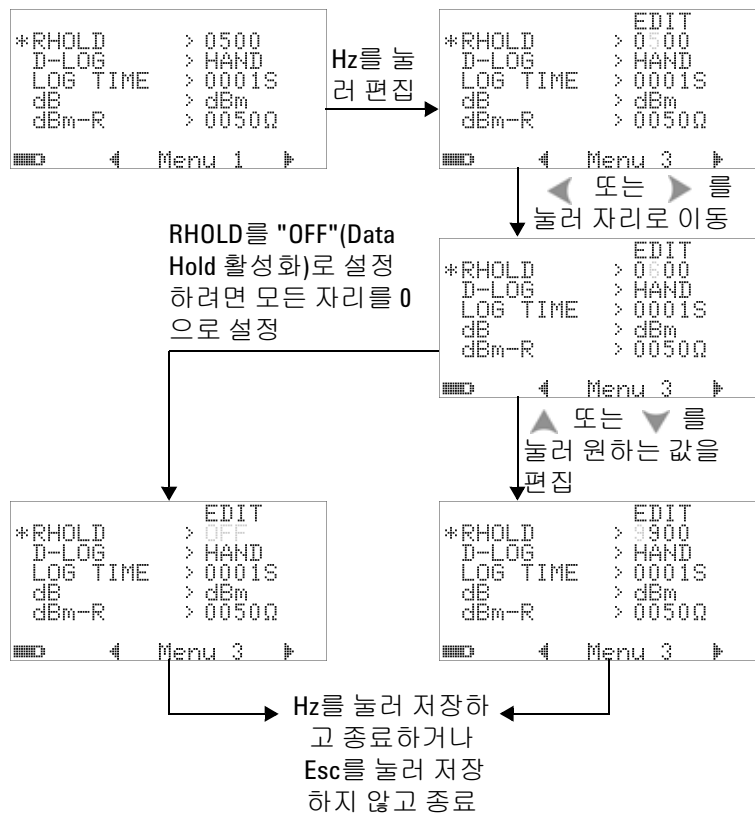 *RHOLD > 0500
D-LOG > HAND
LOG TIME > 0001S
dB > dBm
dBm-R > 0050Ω
Menu 1
Hz를 눌
러 편집
EDIT
*RHOLD > 0500
D-LOG > HAND
LOG TIME > 0001S
dB > dBm
dBm-R > 0050Ω
Menu 3
또는 를
눌러 자리로 이동
RHOLD를 "OFF"(Data
Hold 활성화)로 설정
하려면 모든 자리를 0
으로 설정
EDIT
*RHOLD > 0600
D-LOG > HAND
LOG TIME > 0001S
dB > dBm
dBm-R > 0050Ω
Menu 3
또는 를
눌러 원하는 값을
편집
EDIT
*RHOLD > OFF
D-LOG > HAND
LOG TIME > 0001S
dB > dBm
dBm-R > 0050Ω
Menu 3
EDIT
*RHOLD > 9900
D-LOG > HAND
LOG TIME > 0001S
dB > dBm
dBm-R > 0050Ω
Menu 3
Hz를 눌러 저장하
고 종료하거나
Esc를 눌러 저장
하지 않고 종료